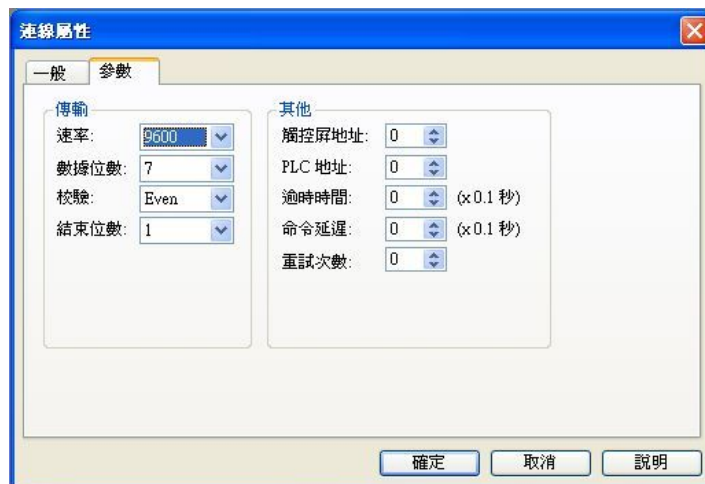 連線屬性
一般 參數
傳輸
速率: 9600
數據位數: 7
校驗: Even
結束位數: 1
其他
觸控屏地址: 0
PLC 地址: 0
逾時時間: 0 (x 0.1 秒)
命令延遲: 0 (x 0.1 秒)
重試次數: 0
確定 取消 說明